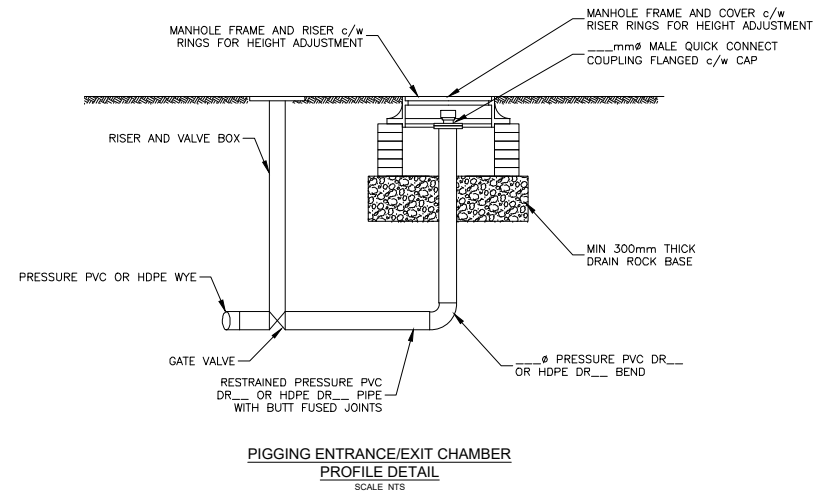 MANHOLE FRAME AND RISER c/w
RINGS FOR HEIGHT ADJUSTMENT
MANHOLE FRAME AND COVER c/w
RISER RINGS FOR HEIGHT ADJUSTMENT
___mmø MALE QUICK CONNECT
COUPLING FLANGED c/w CAP
RISER AND VALVE BOX
MIN 300mm THICK
DRAIN ROCK BASE
PRESSURE PVC OR HDPE WYE
GATE VALVE
___ø PRESSURE PVC DR__
OR HDPE DR__ BEND
RESTRAINED PRESSURE PVC
DR__ OR HDPE DR__ PIPE
WITH BUTT FUSED JOINTS
PIGGING ENTRANCE/EXIT CHAMBER
PROFILE DETAIL
SCALE NTS